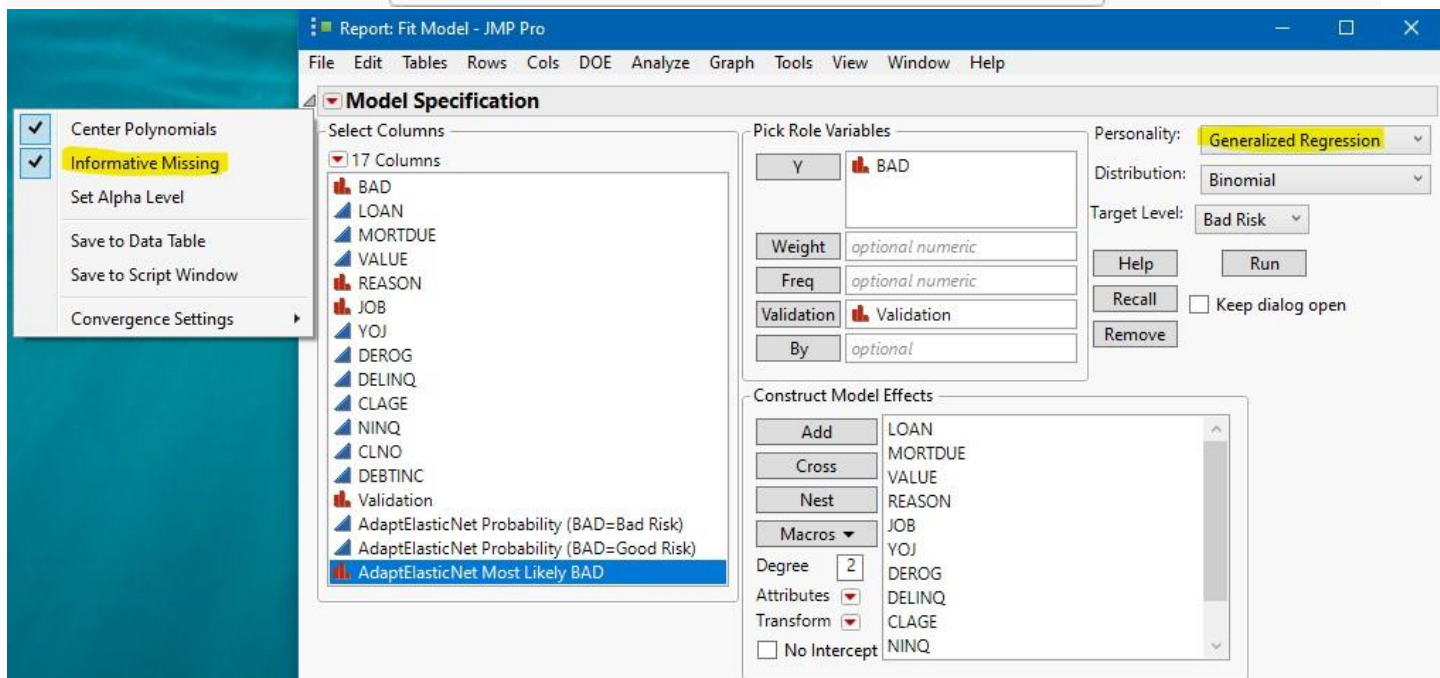 Report: Fit Model - JMP Pro
File Edit Tables Rows Cols DOE Analyze Graph Tools View Window Help
Model Specification
Center Polynomials
Informative Missing
Set Alpha Level
Save to Data Table
Save to Script Window
Convergence Settings
Select Columns
17 Columns
BAD
LOAN
MORTDUE
VALUE
REASON
JOB
YOJ
DEROG
DELINQ
CLAGE
NINQ
CLNO
DEBTINC
Validation
AdaptElasticNet Probability (BAD=Bad Risk)
AdaptElasticNet Probability (BAD=Good Risk)
AdaptElasticNet Most Likely BAD
Pick Role Variables
Y BAD
Weight optional numeric
Freq optional numeric
Validation Validation
By optional
Construct Model Effects
Add
Cross
Nest
Macros
Degree 2
Attributes
Transform
No Intercept
LOAN
MORTDUE
VALUE
REASON
JOB
YOJ
DEROG
DELINQ
CLAGE
NINQ
Personality: Generalized Regression
Distribution: Binomial
Target Level: Bad Risk
Help Run
Recall Keep dialog open
Remove